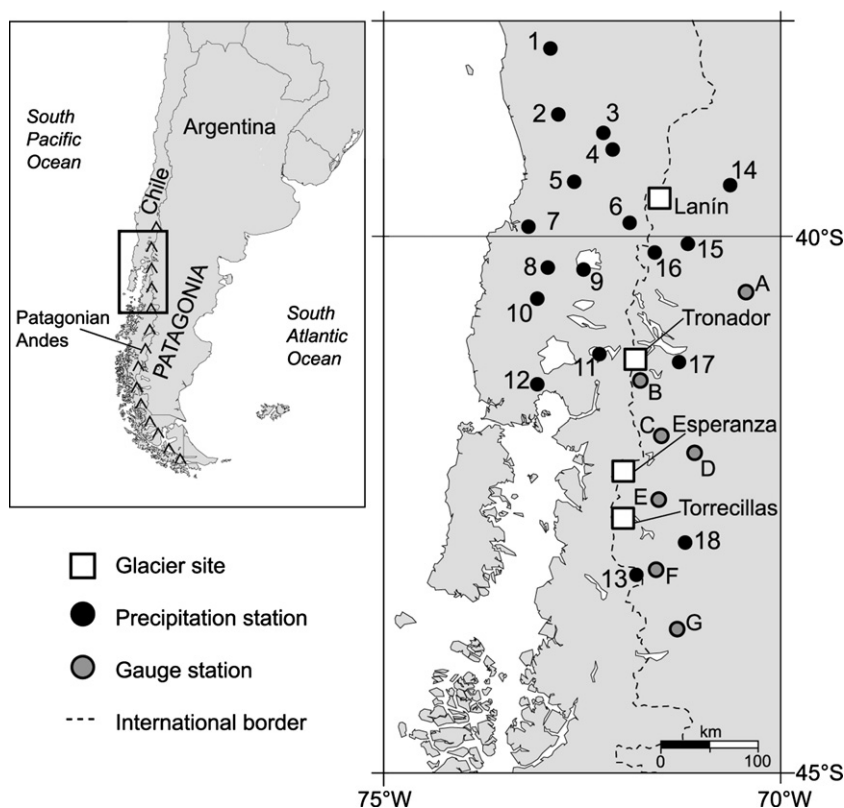 South
Pacific
Ocean
Argentina
Chile
PATAGONIA
Patagonian
Andes
South
Atlantic
Ocean
Glacier site
Precipitation station
Gauge station
International border
1
2
3
4
5
14
6
Lanín
7
40°S
15
16
8
9
A
10
Tronador
11
17
12
B
C
Esperanza
D
E
Torrecillas
18
13
F
G
km
0
100
45°S
75°W
70°W